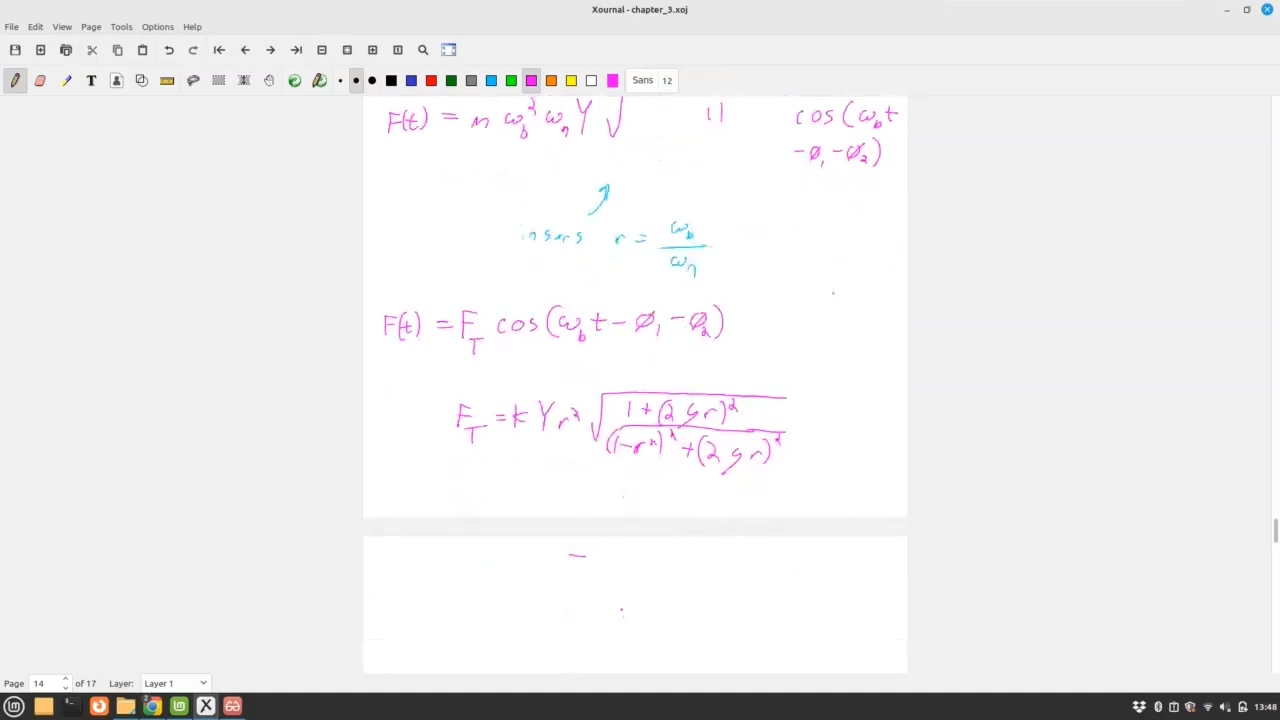 Xournal - chapter_3.xoj
File Edit View Page Tools Options Help
Sans 12
F(t) = m ω_b² ω_n Y √ 11 cos(ω_b t
-ø₁ -ø₂)
r = ω_b / ω_n
F(t) = F_T cos(ω_b t - ø₁ - ø₂)
F_T = k Y r² √((1+(2ζr)²) / ((1-r²)² + (2ζr)²))
Page 14 of 17 Layer: Layer 1
13:48